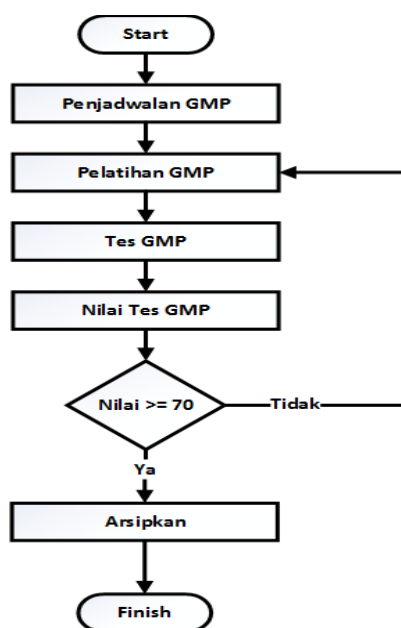 Start
Penjadwalan GMP
Pelatihan GMP
Tes GMP
Nilai Tes GMP
Nilai >= 70
Tidak
Ya
Arsipkan
Finish